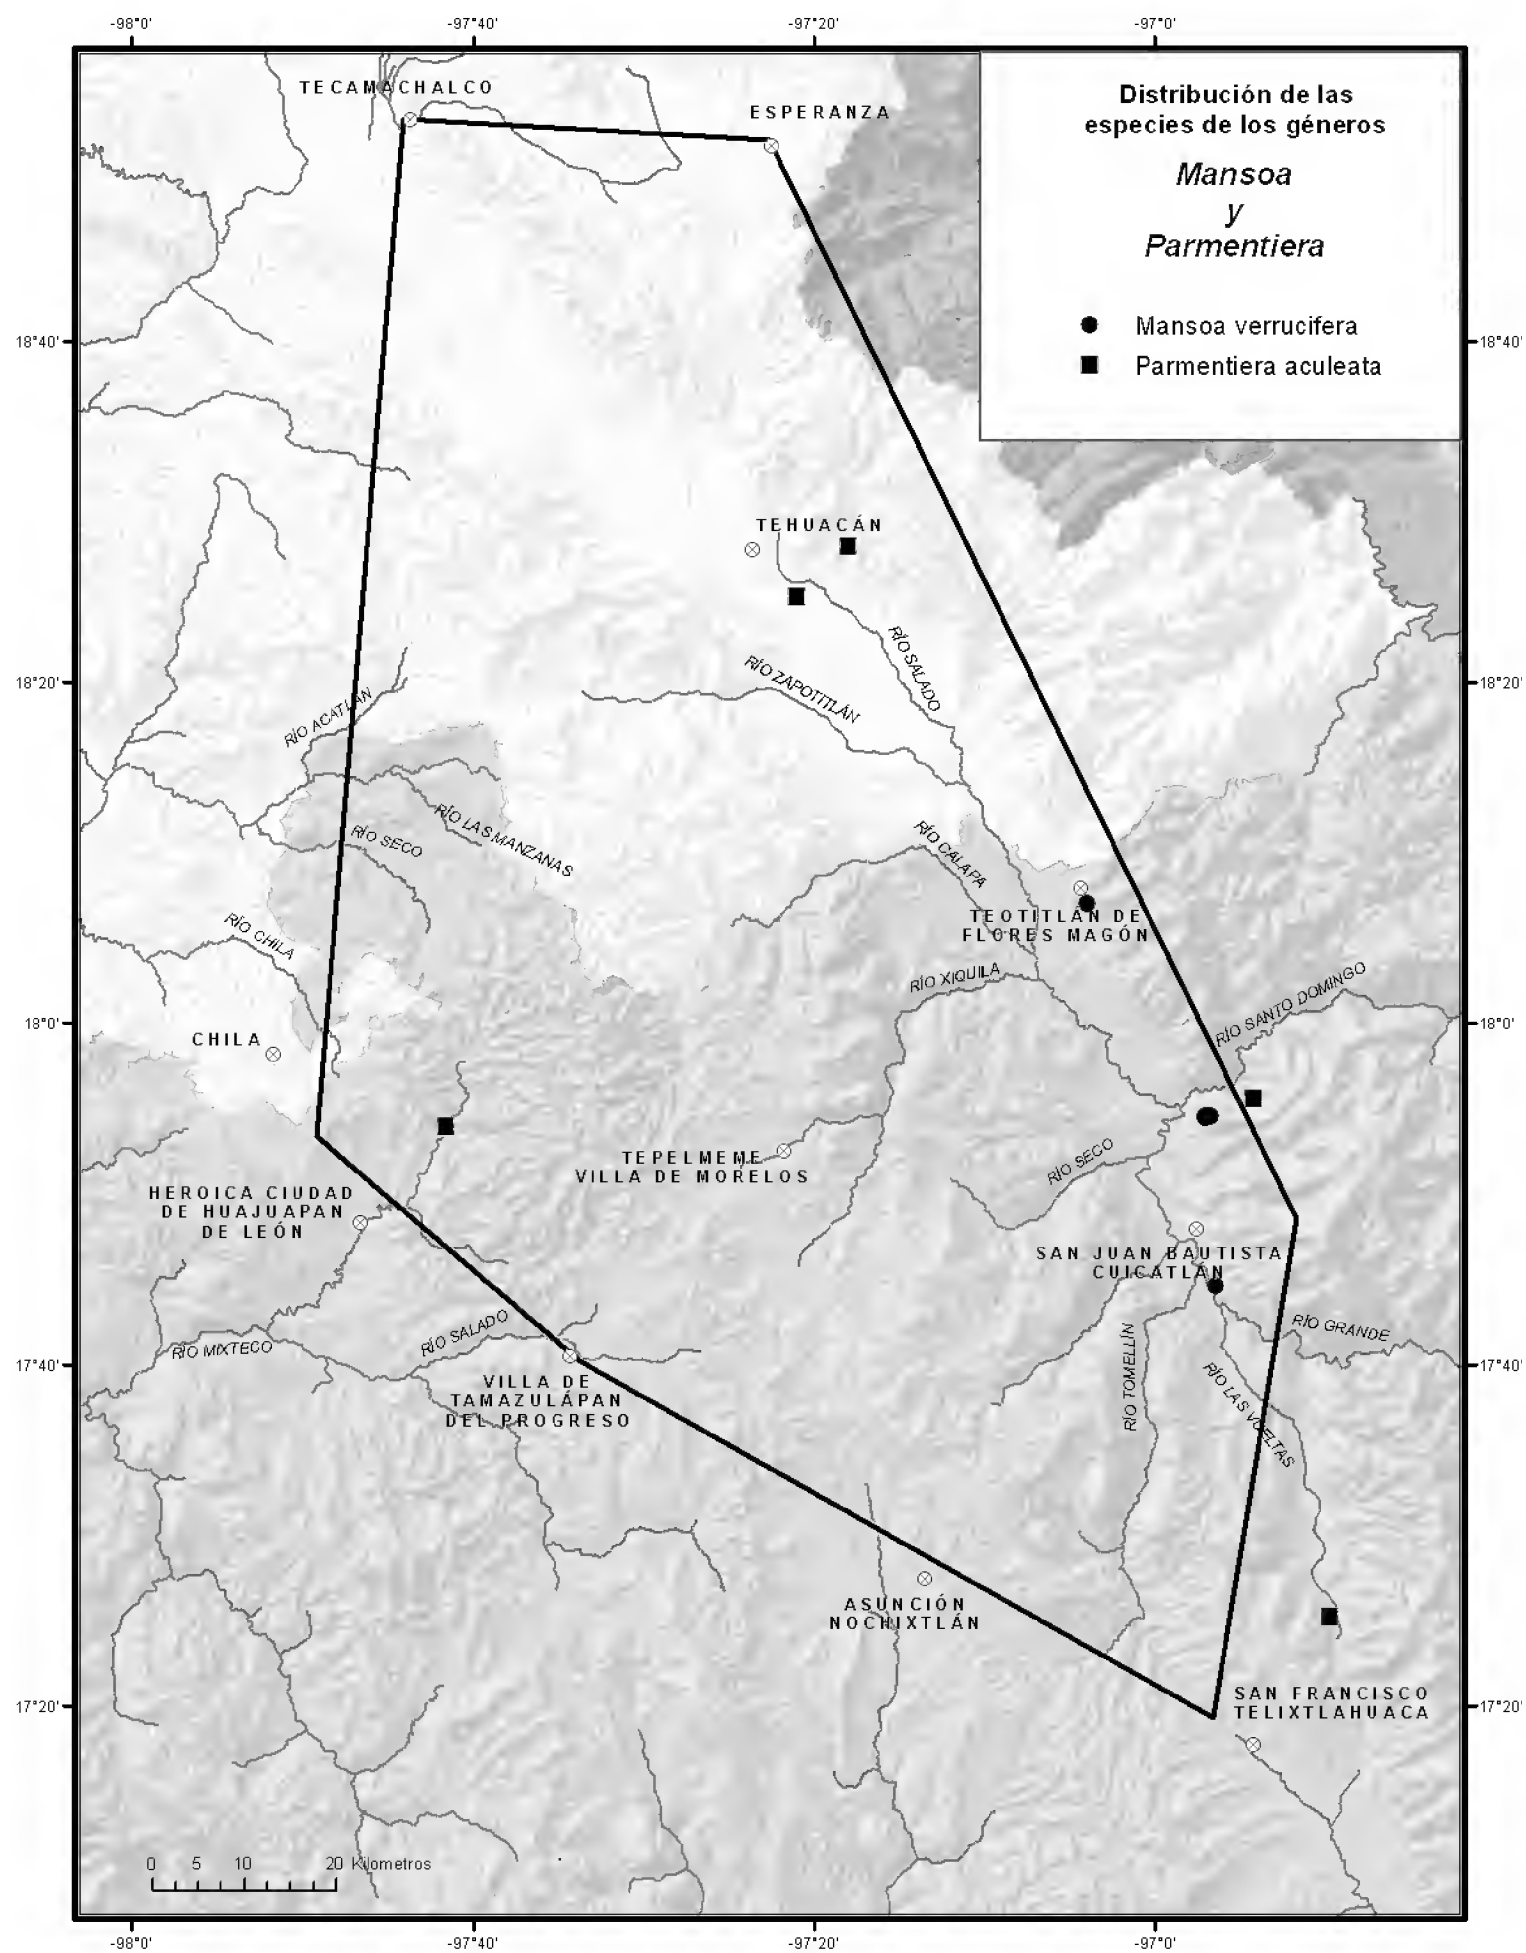 -98°0'
-97°40'
-97°20'
-97°0'
TECAMACHALCO
ESPERANZA
Distribución de las
especies de los géneros
Mansoa
y
Parmentiera
Mansoa verrucifera
Parmentiera aculeata
18°40'
18°40'
TEHUACÁN
RÍO SALADO
RÍO ZAPOTITLÁN
18°20'
18°20'
RÍO ACATLÁN
RÍO LAS MANZANAS
RÍO SECO
RÍO CALAPA
TEOTITLÁN DE
FLORES MAGÓN
RÍO CHILA
RÍO XIQUILA
RÍO SANTO DOMINGO
18°0'
18°0'
CHILA
TEPELMEME
VILLA DE MORELOS
RÍO SECO
HEROICA CIUDAD
DE HUAJUAPAN
DE LEÓN
SAN JUAN BAUTISTA
CUICATLÁN
RÍO SALADO
RÍO MIXTECO
RÍO GRANDE
RÍO TOMELLÍN
RÍO LAS VUELTAS
17°40'
17°40'
VILLA DE
TAMAZULÁPAN
DEL PROGRESO
ASUNCIÓN
NOCHIXTLÁN
SAN FRANCISCO
TELIXTLAHUACA
17°20'
17°20'
0 5 10 20 Kilometros
-98°0'
-97°40'
-97°20'
-97°0'